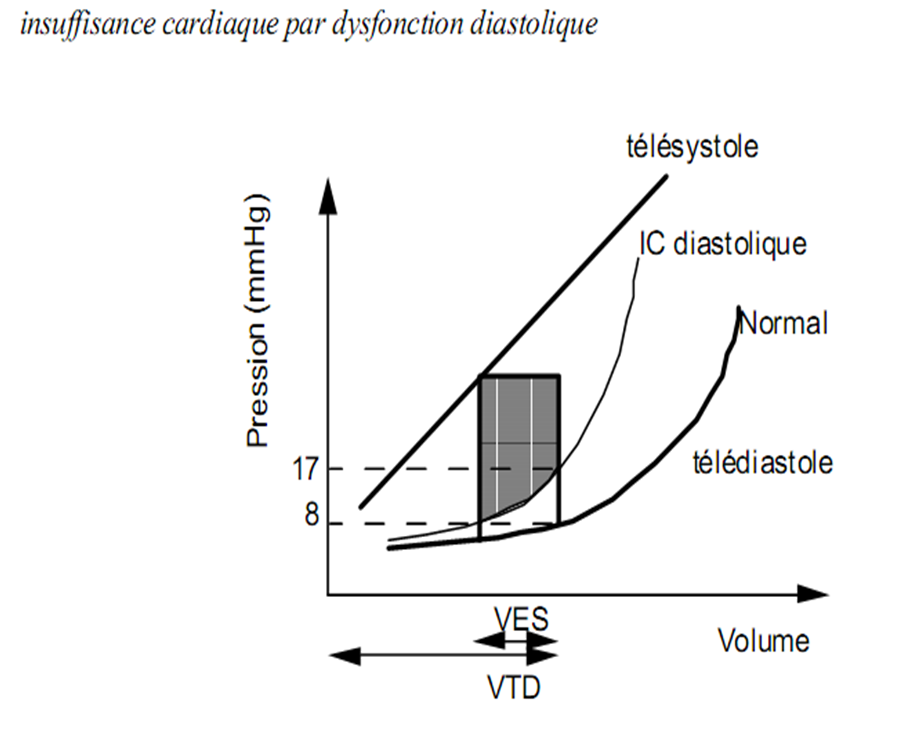 insuffisance cardiaque par dysfonction diastolique
télésystole
IC diastolique
Normal
télédiastole
Pression (mmHg)
17
8
VES
Volume
VTD